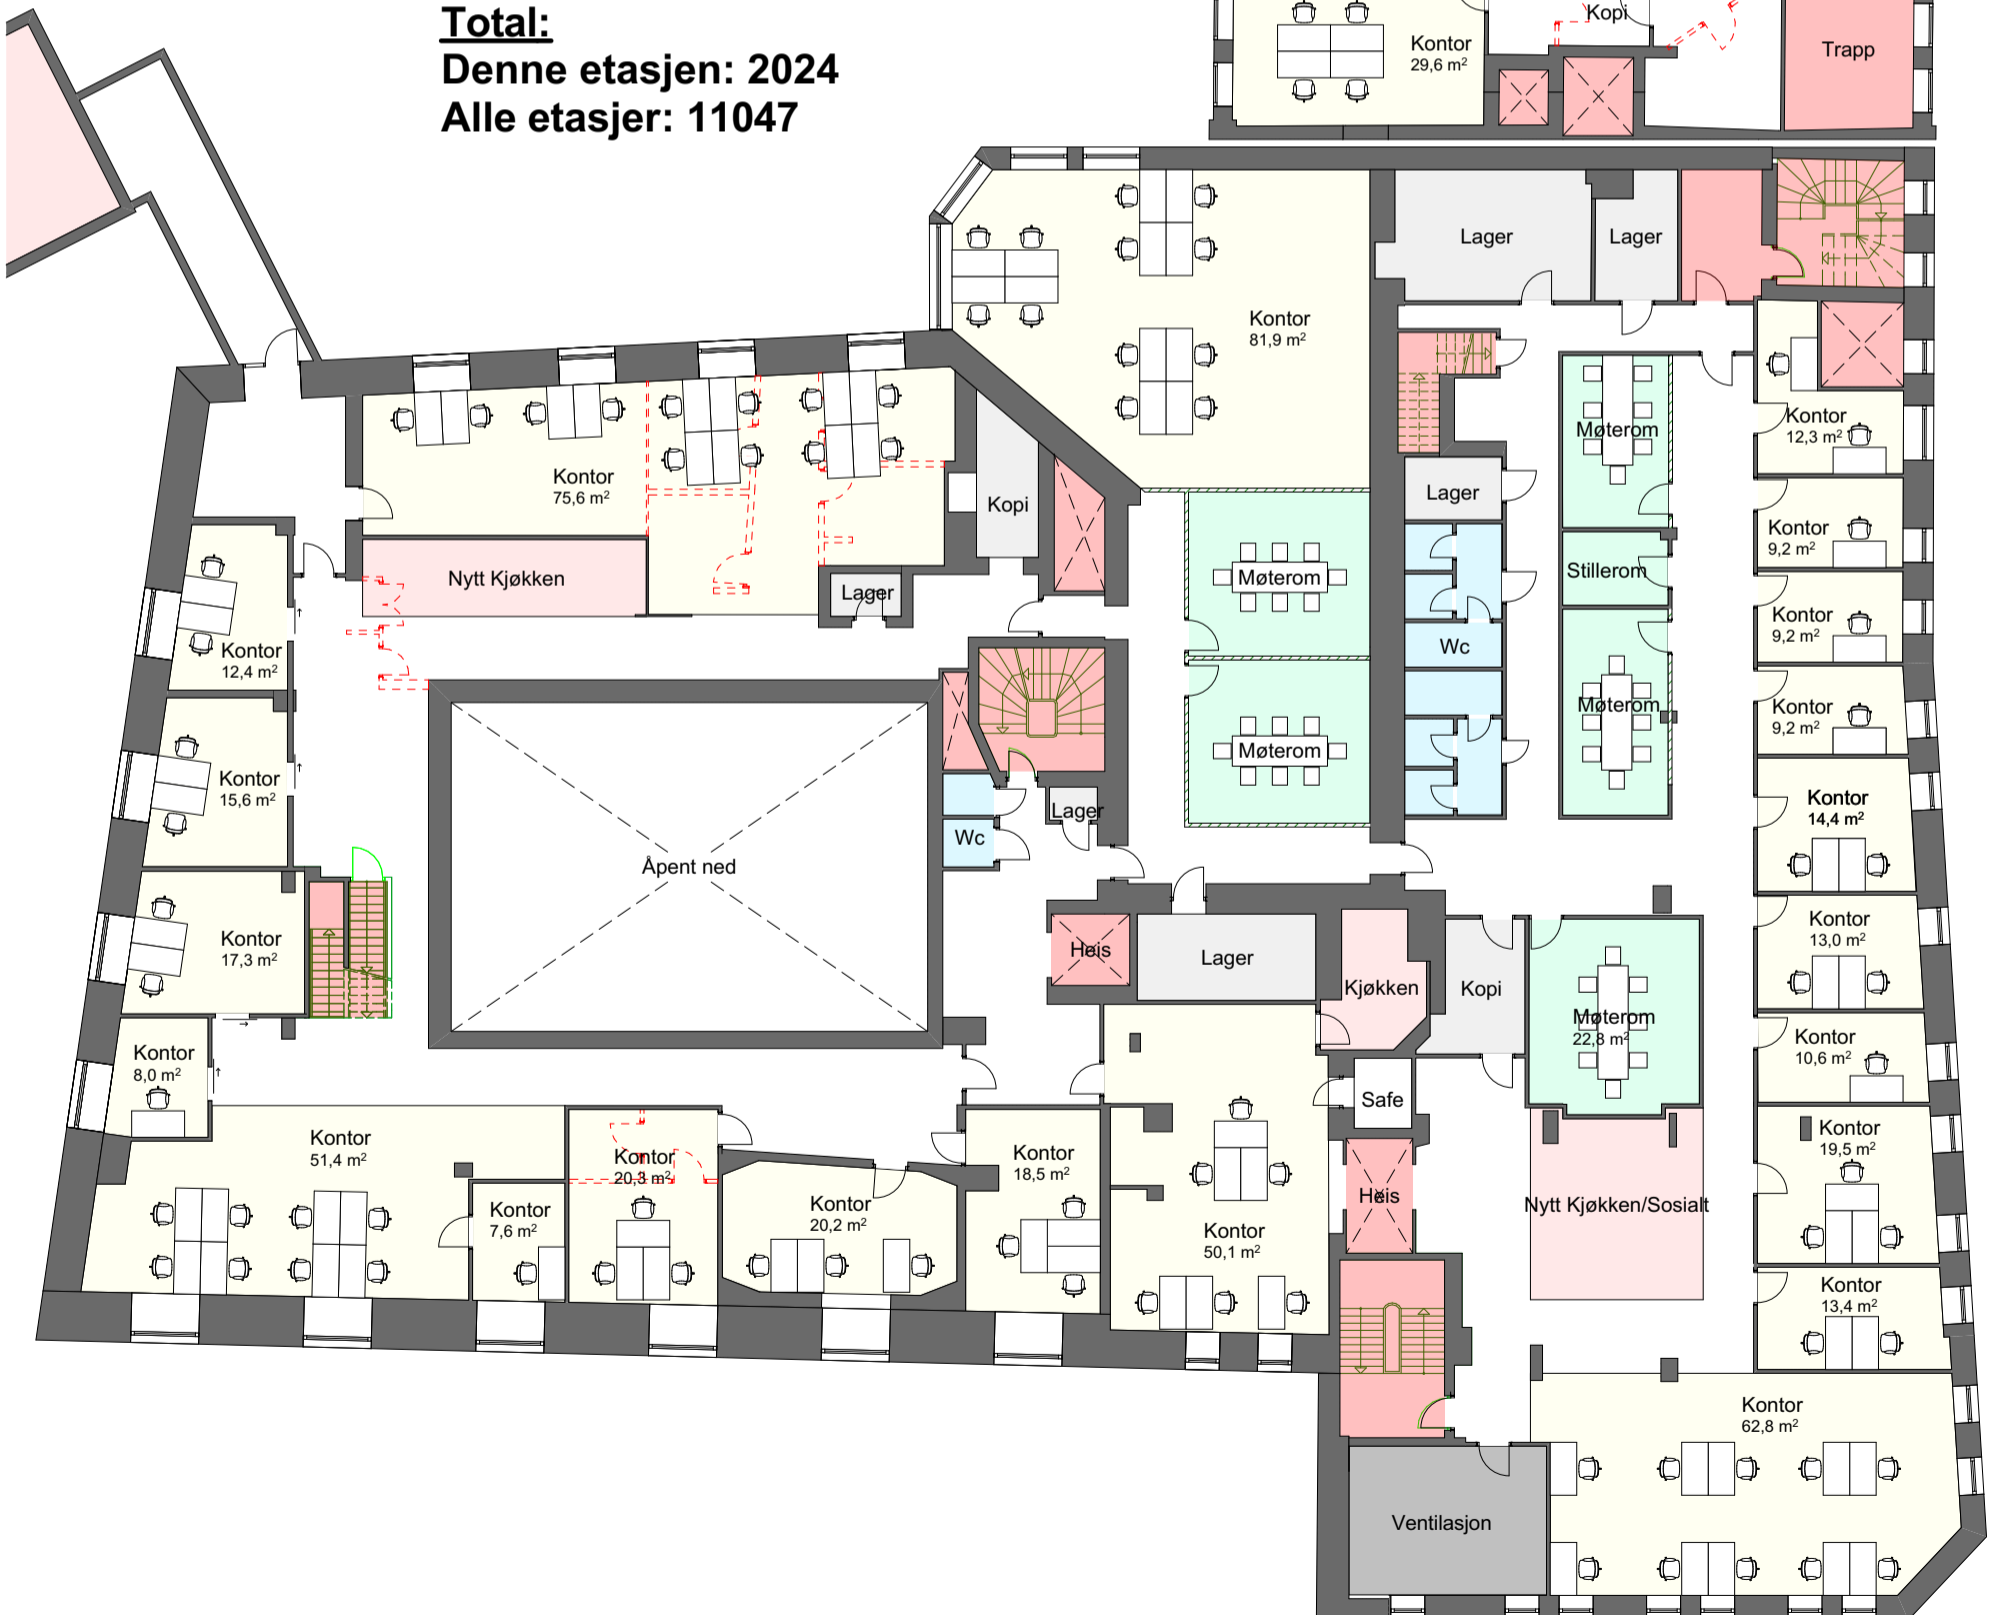 Total:
Denne etasjen: 2024
Alle etasjer: 11047
Kopi
Kontor
29,6 m²
Trapp
Lager
Lager
Kontor
81,9 m²
Kontor
12,3 m²
Møterom
Kontor
75,6 m²
Lager
Kopi
Kontor
9,2 m²
Nytt Kjøkken
Lager
Møterom
Stillerom
Kontor
9,2 m²
Kontor
12,4 m²
Wc
Kontor
9,2 m²
Møterom
Møterom
Kontor
15,6 m²
Kontor
14,4 m²
Lager
Wc
Åpent ned
Kontor
17,3 m²
Heis
Lager
Kjøkken
Kopi
Kontor
13,0 m²
Møterom
22,8 m²
Kontor
10,6 m²
Kontor
8,0 m²
Safe
Kontor
51,4 m²
Kontor
20,3 m²
Kontor
18,5 m²
Kontor
19,5 m²
Kontor
7,6 m²
Kontor
20,2 m²
Kontor
50,1 m²
Heis
Nytt Kjøkken/Sosialt
Kontor
13,4 m²
Kontor
62,8 m²
Ventilasjon